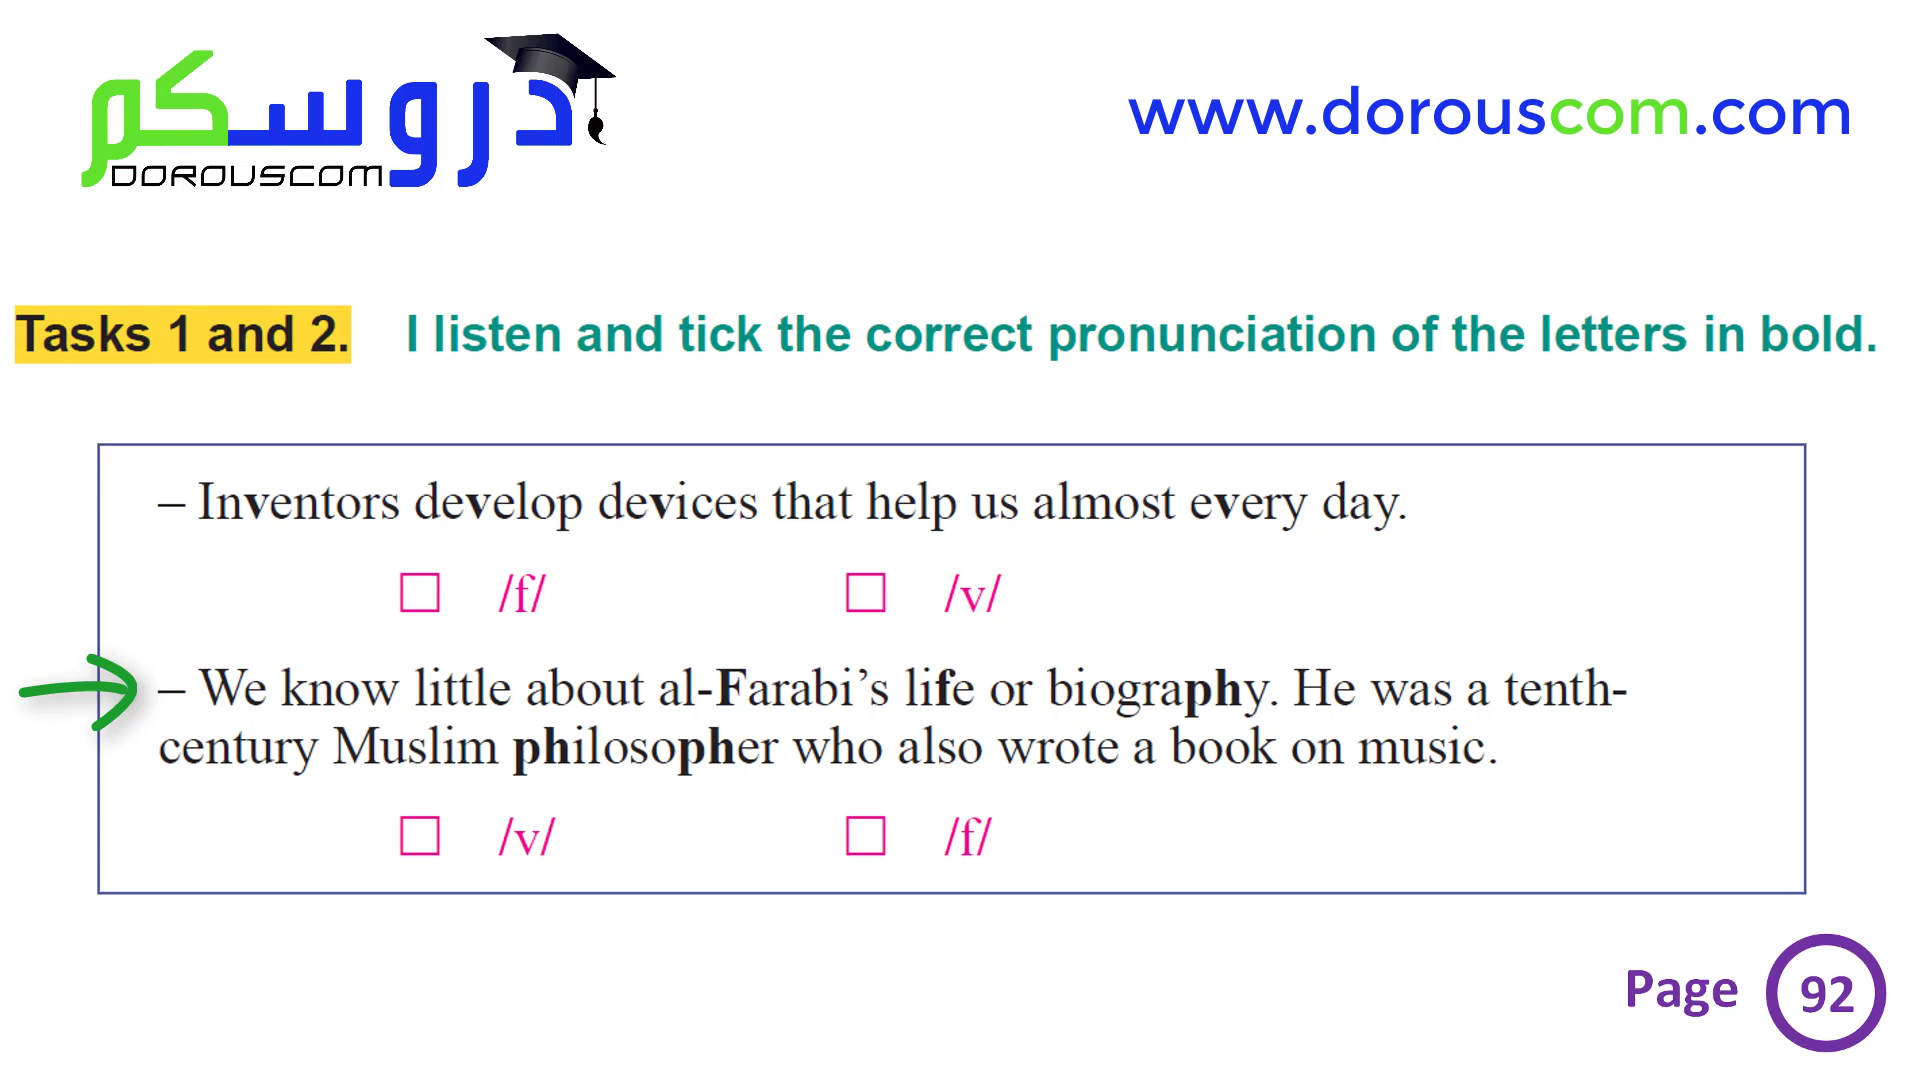 دروسكم
DOROUSCOM
www.dorouscom.com
Tasks 1 and 2. I listen and tick the correct pronunciation of the letters in bold.
– Inventors develop devices that help us almost every day.
☐ /f/ ☐ /v/
– We know little about al-Farabi’s life or biography. He was a tenth-
century Muslim philosopher who also wrote a book on music.
☐ /v/ ☐ /f/
Page 92